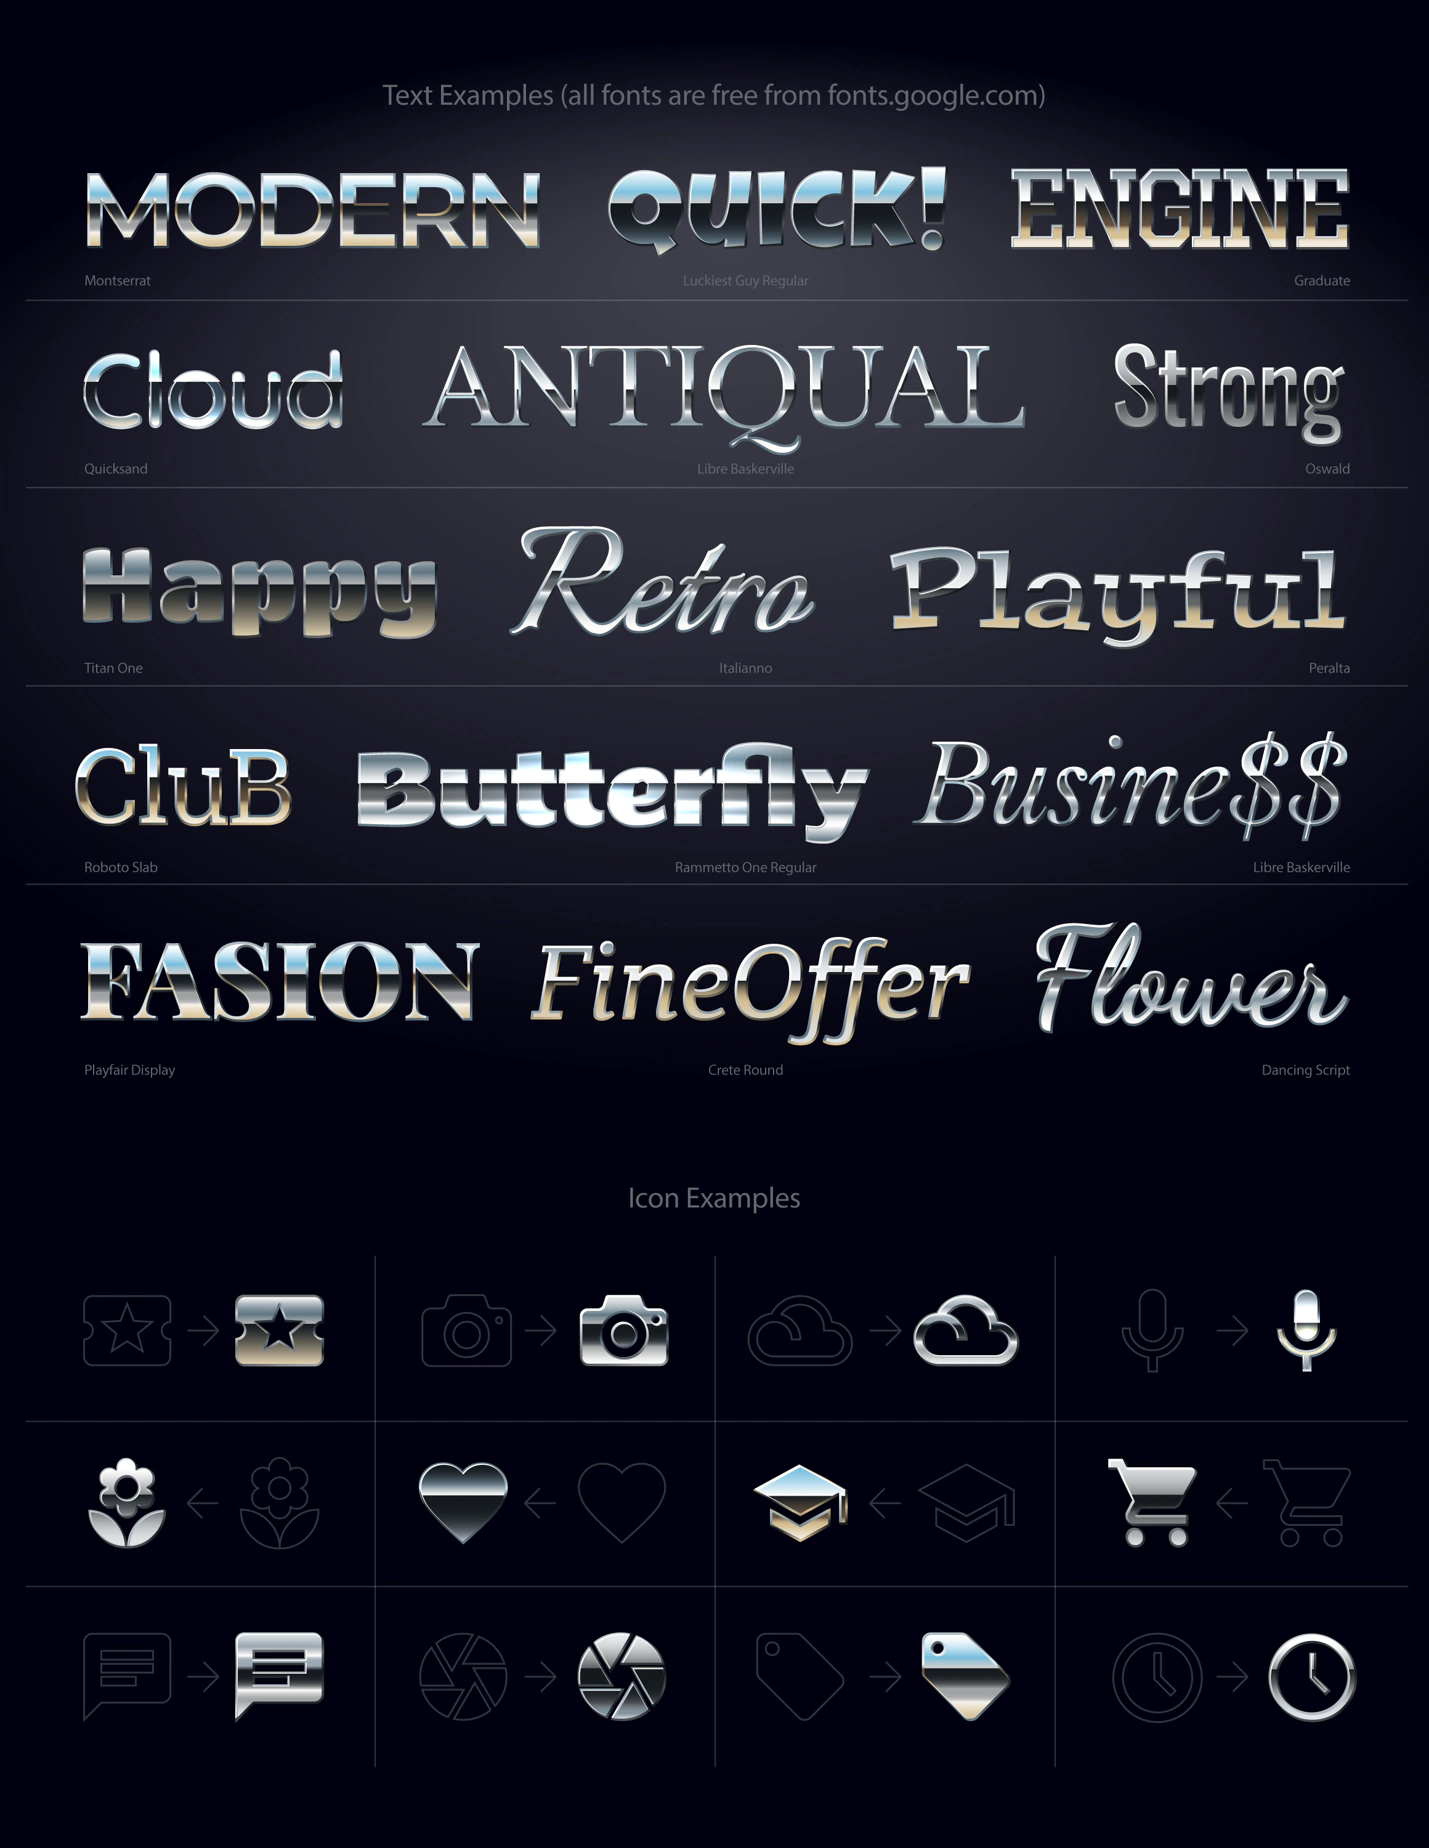 Text Examples (all fonts are free from fonts.google.com)
MODERN QUICK! ENGINE
Montserrat Luckiest Guy Regular Graduate
Cloud ANTIQUAL Strong
Quicksand Libre Baskerville Oswald
Happy Retro Playful
Titan One Italianno Peralta
CluB Butterfly Busine$$
Roboto Slab Rammetto One Regular Libre Baskerville
FASION FineOffer Flower
Playfair Display Crete Round Dancing Script
Icon Examples